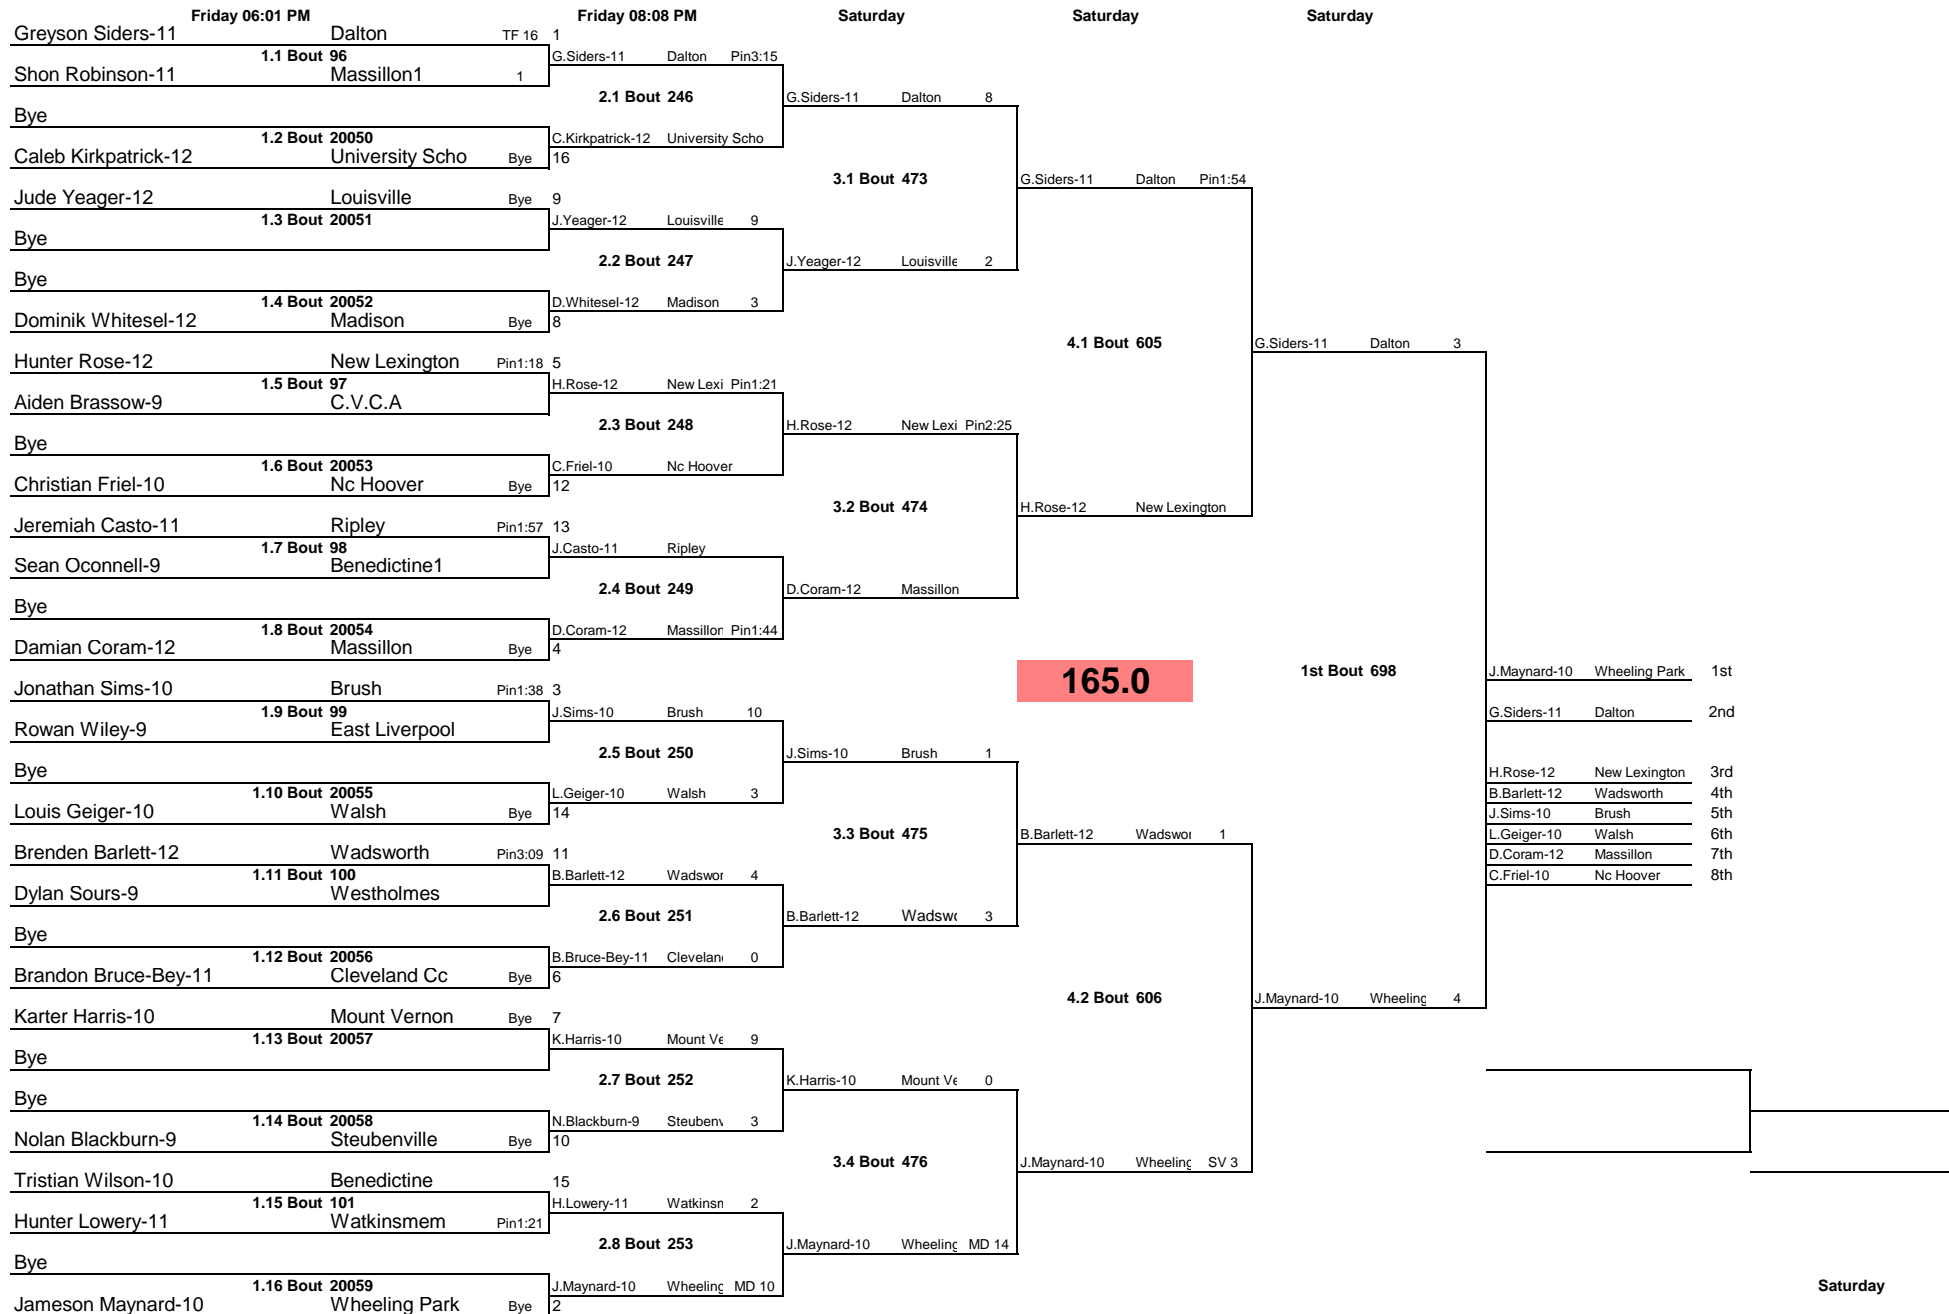 Friday 06:01 PM Friday 08:08 PM Saturday Saturday Saturday
Greyson Siders-11 Dalton TF 16 1
1.1 Bout 96
G.Siders-11 Dalton Pin3:15
Shon Robinson-11 Massillon1 1
2.1 Bout 246
G.Siders-11 Dalton 8
Bye
1.2 Bout 20050
C.Kirkpatrick-12 University Scho
Caleb Kirkpatrick-12 University Scho Bye 16
3.1 Bout 473
G.Siders-11 Dalton Pin1:54
Jude Yeager-12 Louisville Bye 9
1.3 Bout 20051
J.Yeager-12 Louisville 9
Bye
2.2 Bout 247
J.Yeager-12 Louisville 2
Bye
1.4 Bout 20052
D.Whitesel-12 Madison 3
Dominik Whitesel-12 Madison Bye 8
4.1 Bout 605
G.Siders-11 Dalton 3
Hunter Rose-12 New Lexington Pin1:18 5
1.5 Bout 97
H.Rose-12 New Lexi Pin1:21
Aiden Brassow-9 C.V.C.A
2.3 Bout 248
H.Rose-12 New Lexi Pin2:25
Bye
1.6 Bout 20053
C.Friel-10 Nc Hoover
Christian Friel-10 Nc Hoover Bye 12
3.2 Bout 474
H.Rose-12 New Lexington
Jeremiah Casto-11 Ripley Pin1:57 13
1.7 Bout 98
J.Casto-11 Ripley
Sean Oconnell-9 Benedictine1
2.4 Bout 249
D.Coram-12 Massillon
Bye
1.8 Bout 20054
D.Coram-12 Massillon Pin1:44
Damian Coram-12 Massillon Bye 4
165.0
1st Bout 698
J.Maynard-10 Wheeling Park 1st
Jonathan Sims-10 Brush Pin1:38 3
1.9 Bout 99
J.Sims-10 Brush 10
G.Siders-11 Dalton 2nd
Rowan Wiley-9 East Liverpool
2.5 Bout 250
J.Sims-10 Brush 1
Bye
H.Rose-12 New Lexington 3rd
1.10 Bout 20055
L.Geiger-10 Walsh 3
B.Barlett-12 Wadsworth 4th
Louis Geiger-10 Walsh Bye 14
J.Sims-10 Brush 5th
3.3 Bout 475
B.Barlett-12 Wadswor 1
L.Geiger-10 Walsh 6th
Brenden Barlett-12 Wadsworth Pin3:09 11
D.Coram-12 Massillon 7th
1.11 Bout 100
B.Barlett-12 Wadswor 4
C.Friel-10 Nc Hoover 8th
Dylan Sours-9 Westholmes
2.6 Bout 251
B.Barlett-12 Wadsw 3
Bye
1.12 Bout 20056
B.Bruce-Bey-11 Clevelan 0
Brandon Bruce-Bey-11 Cleveland Cc Bye 6
4.2 Bout 606
J.Maynard-10 Wheeling 4
Karter Harris-10 Mount Vernon Bye 7
1.13 Bout 20057
K.Harris-10 Mount Ve 9
Bye
2.7 Bout 252
K.Harris-10 Mount Ve 0
Bye
1.14 Bout 20058
N.Blackburn-9 Steubenv 3
Nolan Blackburn-9 Steubenville Bye 10
3.4 Bout 476
J.Maynard-10 Wheeling SV 3
Tristian Wilson-10 Benedictine 15
1.15 Bout 101
H.Lowery-11 Watkinsn 2
Hunter Lowery-11 Watkinsmem Pin1:21
2.8 Bout 253
J.Maynard-10 Wheeling MD 14
Bye
1.16 Bout 20059
J.Maynard-10 Wheeling MD 10
Saturday
Jameson Maynard-10 Wheeling Park Bye 2